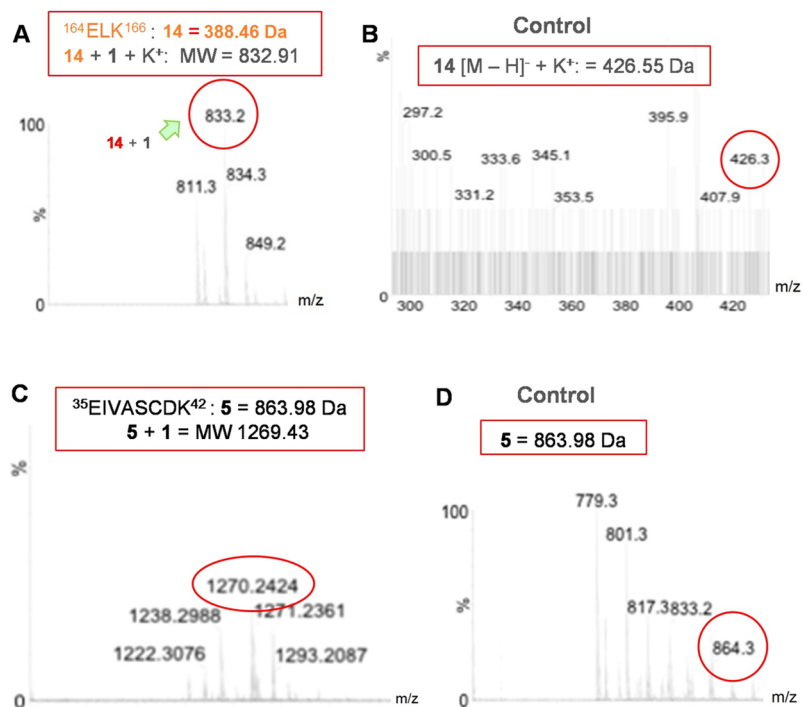 A
¹⁶⁴ELK¹⁶⁶ : 14 = 388.46 Da
14 + 1 + K⁺: MW = 832.91
833.2
14 + 1
100
834.3
811.3
849.2
%
0
m/z
B
Control
14 [M – H]⁻ + K⁺: = 426.55 Da
%
297.2
395.9
300.5
333.6
345.1
426.3
331.2
353.5
407.9
0
m/z
300
320
340
360
380
400
420
C
³⁵EIVASCDK⁴² : 5 = 863.98 Da
5 + 1 = MW 1269.43
%
1270.2424
1238.2988
1271.2361
1222.3076
1293.2087
0
m/z
D
Control
5 = 863.98 Da
779.3
100
801.3
%
817.3
833.2
864.3
0
m/z